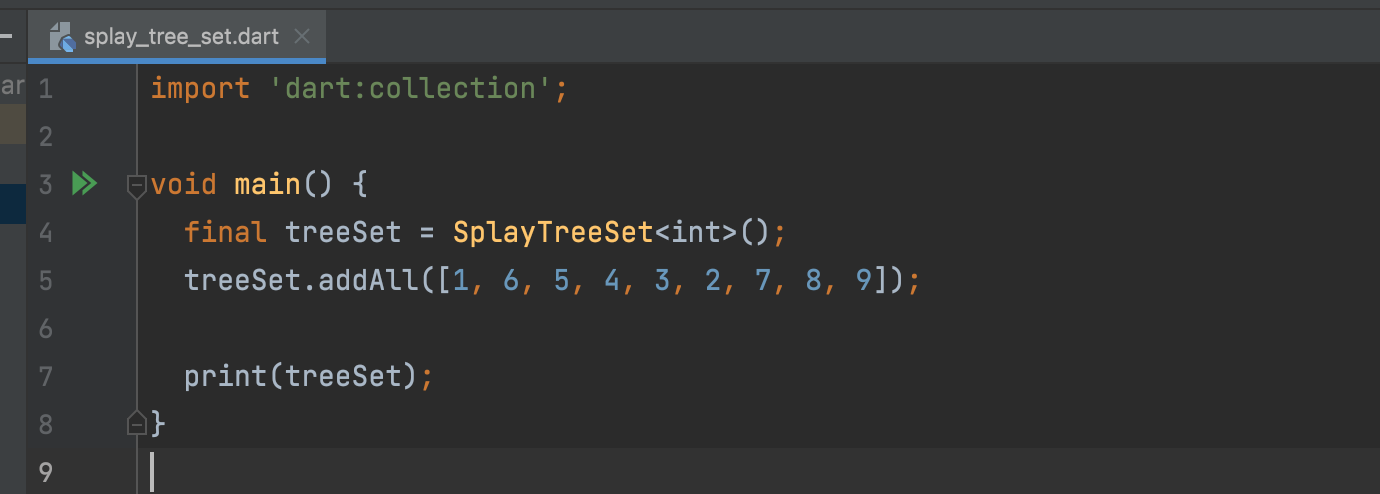 splay_tree_set.dart
ar
1 import 'dart:collection';
2
3 void main() {
4 final treeSet = SplayTreeSet<int>();
5 treeSet.addAll([1, 6, 5, 4, 3, 2, 7, 8, 9]);
6
7 print(treeSet);
8 }
9